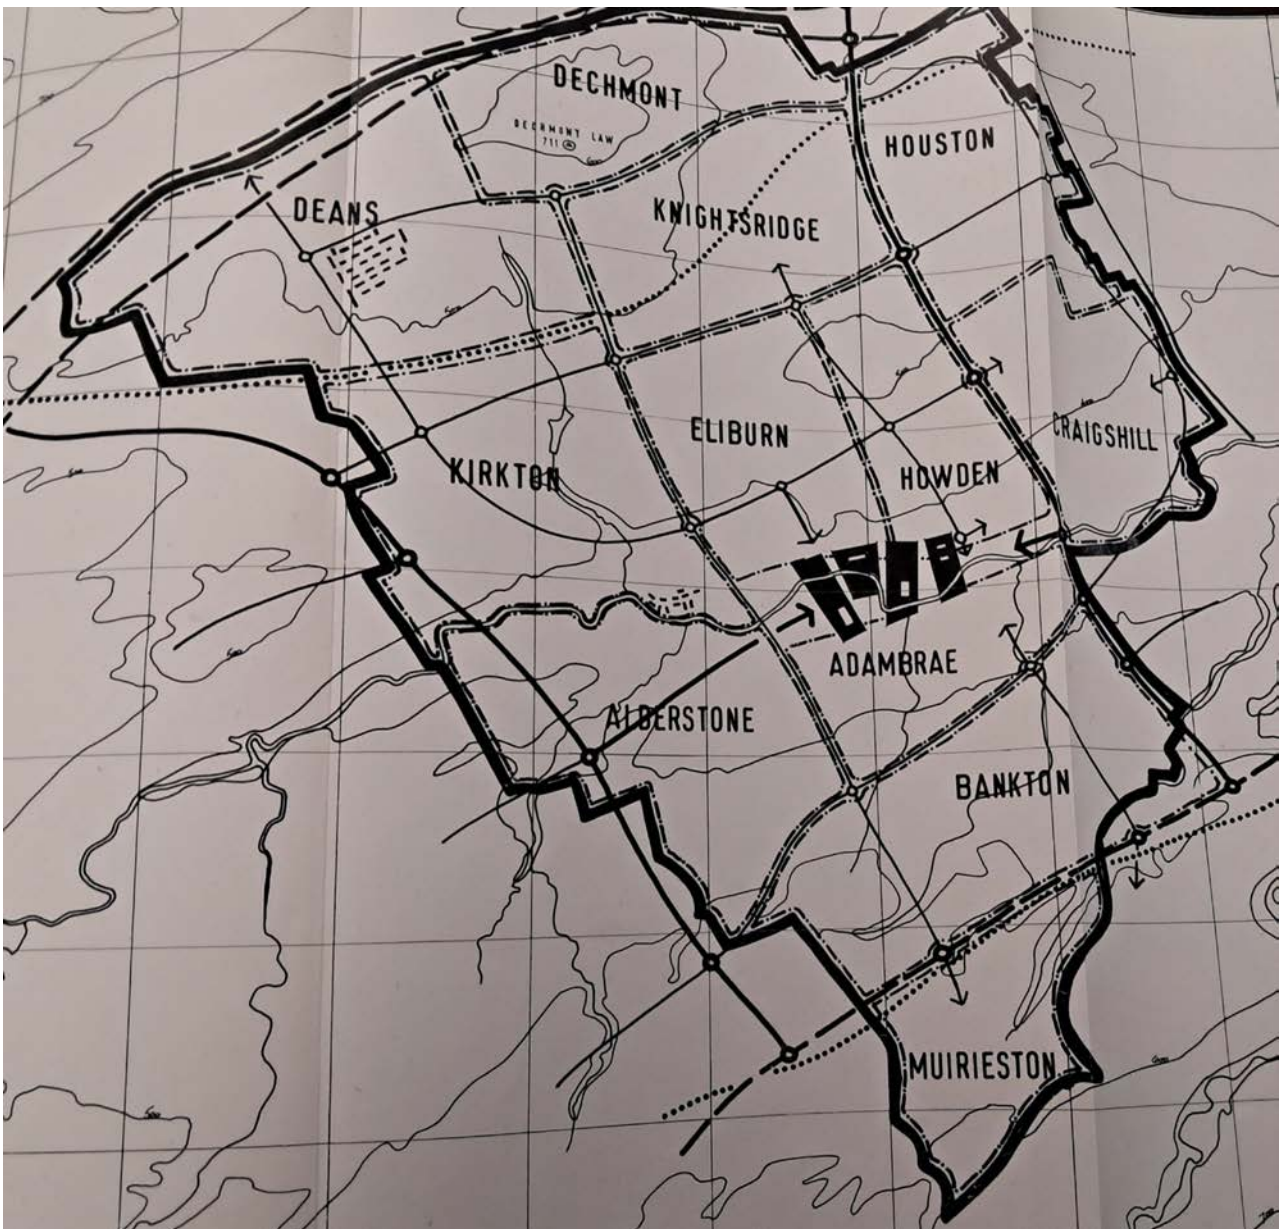 DECHMONT
DECHMONT LAW
711
HOUSTON
DEANS
KNIGHTSRIDGE
ELIBURN
CRAIGSHILL
KIRKTON
HOWDEN
ADAMBRAE
ALDERSTONE
BANKTON
MUIRIESTON